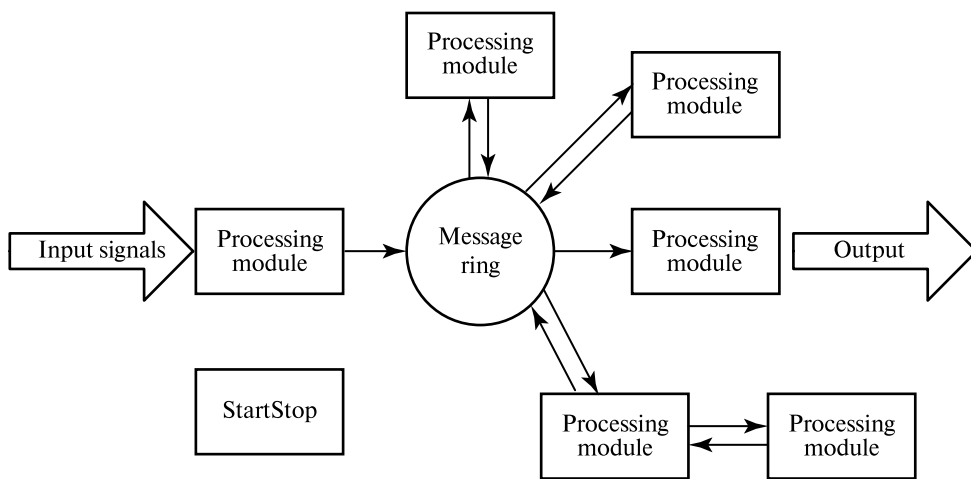 Processing
module
Processing
module
Input signals
Processing
module
Message
ring
Processing
module
Output
StartStop
Processing
module
Processing
module